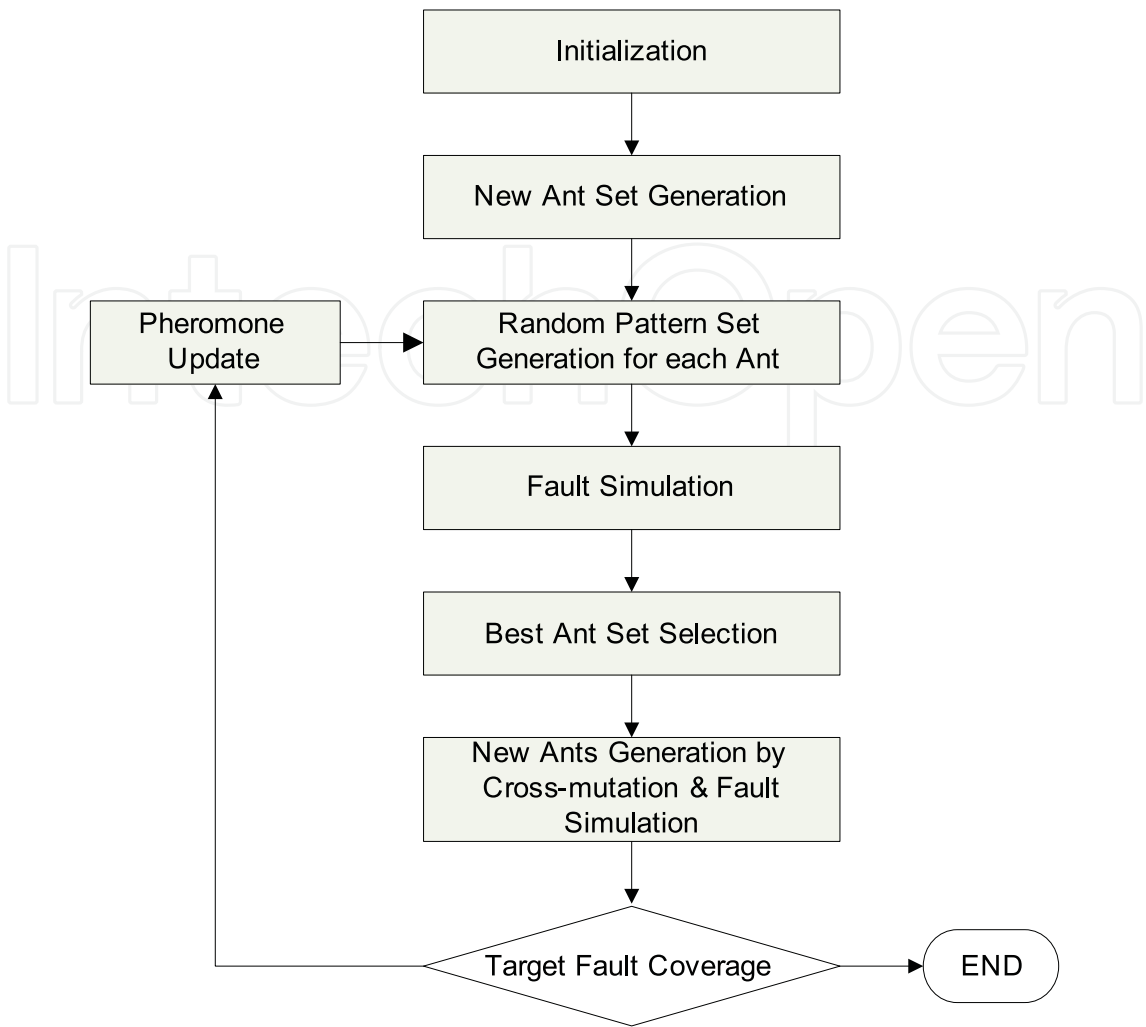 Initialization
New Ant Set Generation
IntechOpen
Pheromone
Update
Random Pattern Set
Generation for each Ant
Fault Simulation
Best Ant Set Selection
New Ants Generation by
Cross-mutation & Fault
Simulation
Target Fault Coverage
END